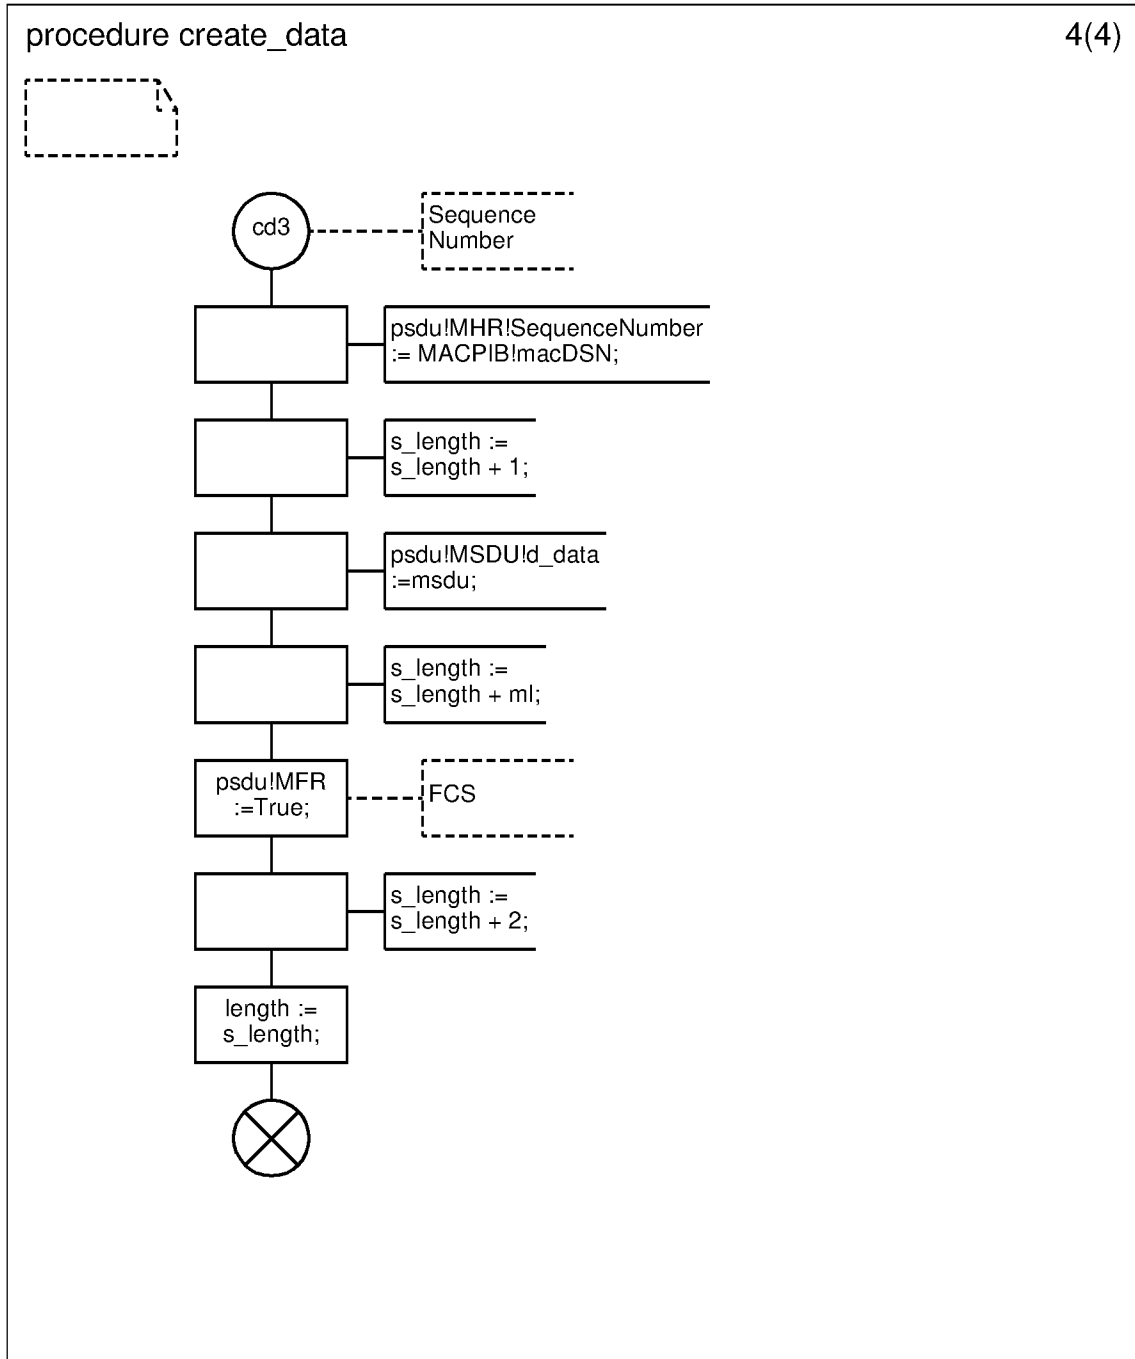 procedure create_data
4(4)
cd3
Sequence
Number
psdu!MHR!SequenceNumber
:= MACPIB!macDSN;
s_length :=
s_length + 1;
psdu!MSDU!d_data
:=msdu;
s_length :=
s_length + ml;
psdu!MFR
:=True;
FCS
s_length :=
s_length + 2;
length :=
s_length;